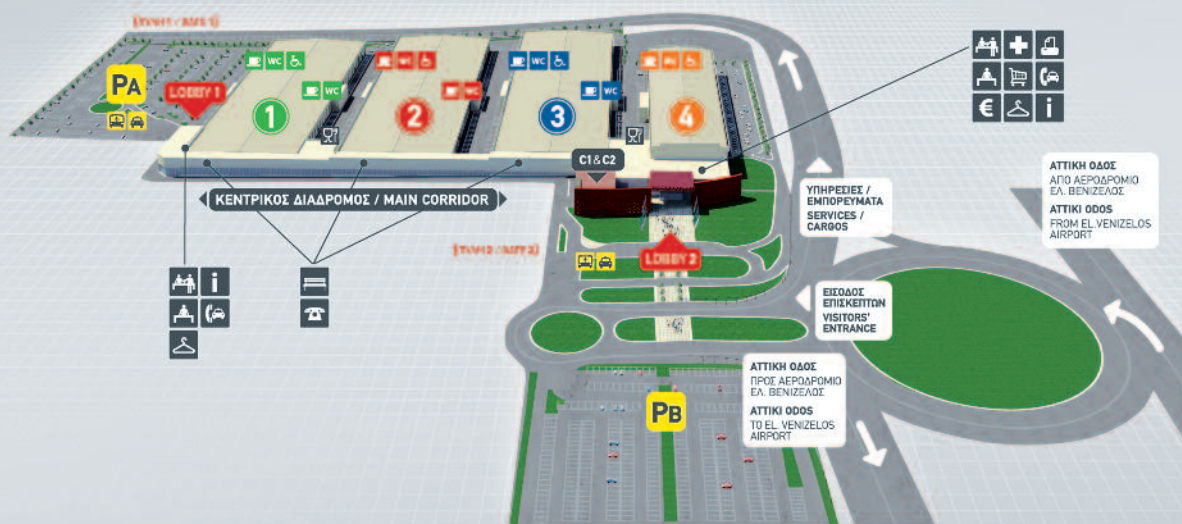 PA
LOBBY 1
WC
WC
1
WC
WC
2
WC
WC
3
WC
4
C1&C2
ΚΕΝΤΡΙΚΟΣ ΔΙΑΔΡΟΜΟΣ / MAIN CORRIDOR
LOBBY 2
€
i
i
ΥΠΗΡΕΣΙΕΣ /
ΕΜΠΟΡΕΥΜΑΤΑ
SERVICES /
CARGOS
ΑΤΤΙΚΗ ΟΔΟΣ
ΑΠΟ ΑΕΡΟΔΡΟΜΙΟ
ΕΛ. ΒΕΝΙΖΕΛΟΣ
ATTIKI ODOS
FROM EL.VENIZELOS
AIRPORT
ΕΙΣΟΔΟΣ
ΕΠΙΣΚΕΠΤΩΝ
VISITORS'
ENTRANCE
ΑΤΤΙΚΗ ΟΔΟΣ
ΠΡΟΣ ΑΕΡΟΔΡΟΜΙΟ
ΕΛ. ΒΕΝΙΖΕΛΟΣ
ATTIKI ODOS
TO EL. VENIZELOS
AIRPORT
PB